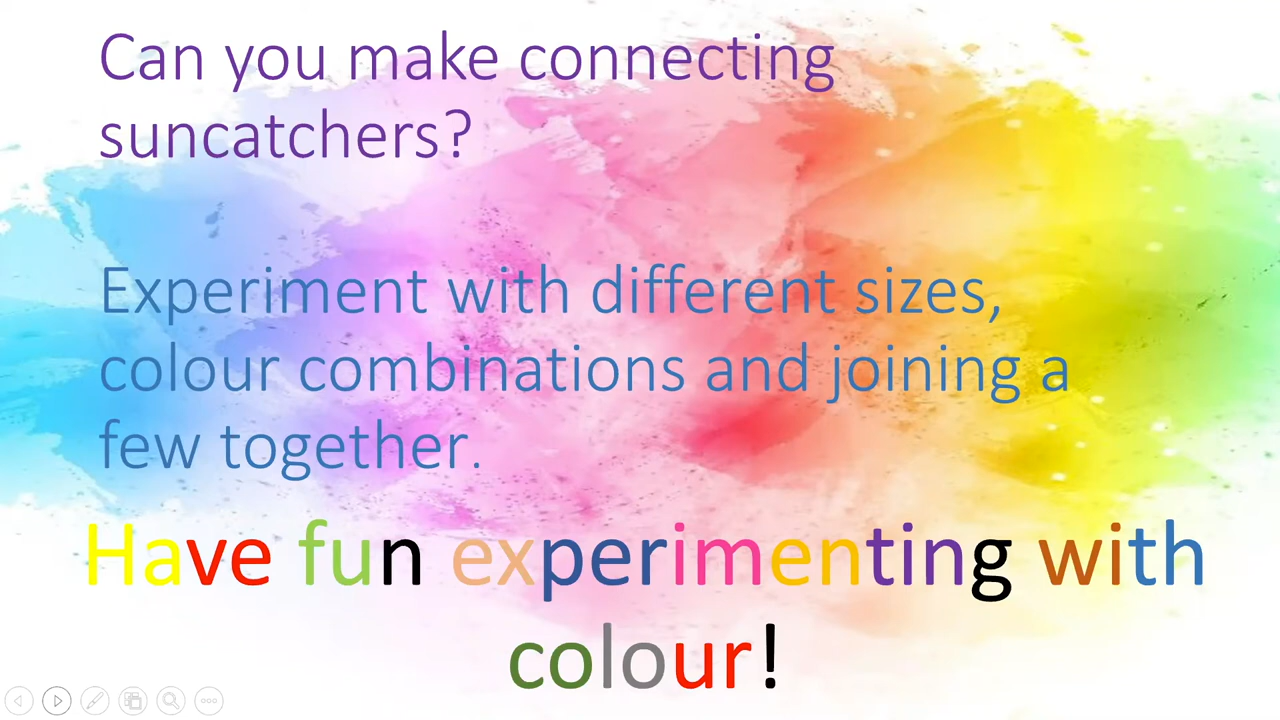 Can you make connecting
suncatchers?
Experiment with different sizes,
colour combinations and joining a
few together.
Have fun experimenting with
colour!